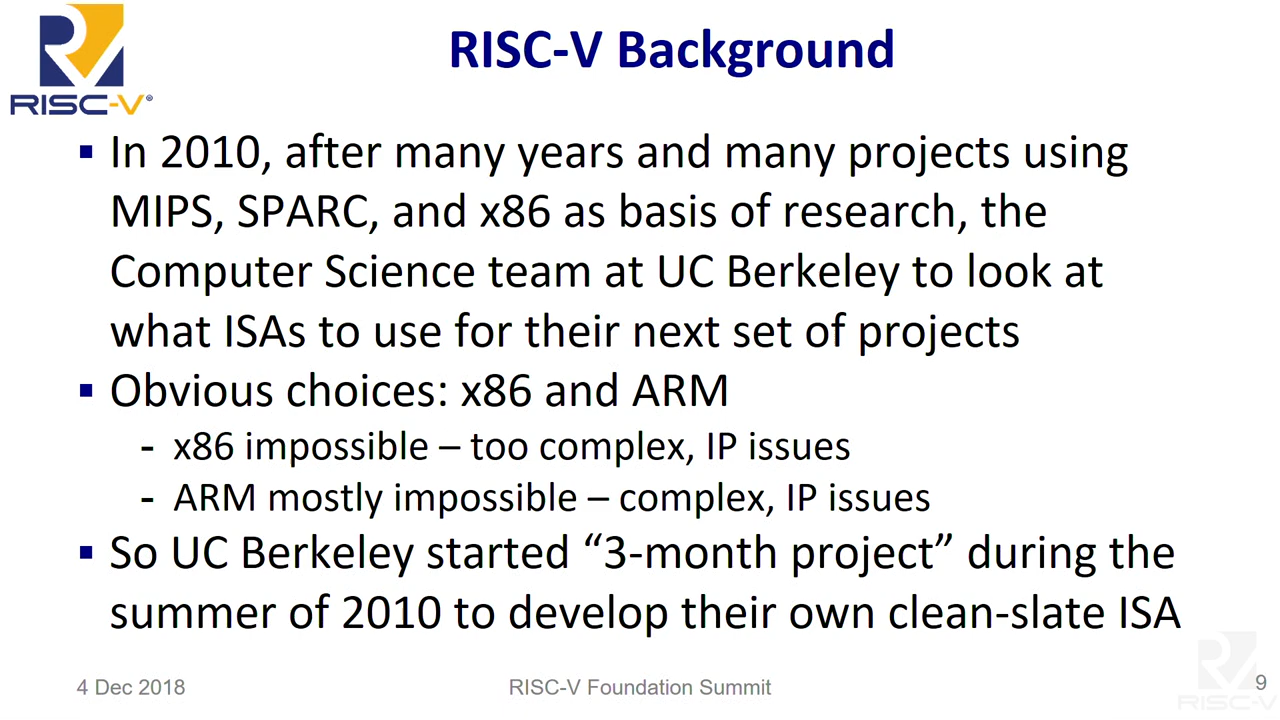 RISC-V Background
RISC-V®
▪ In 2010, after many years and many projects using
MIPS, SPARC, and x86 as basis of research, the
Computer Science team at UC Berkeley to look at
what ISAs to use for their next set of projects
▪ Obvious choices: x86 and ARM
- x86 impossible – too complex, IP issues
- ARM mostly impossible – complex, IP issues
▪ So UC Berkeley started “3-month project” during the
summer of 2010 to develop their own clean-slate ISA
4 Dec 2018
RISC-V Foundation Summit
9
RISC-V